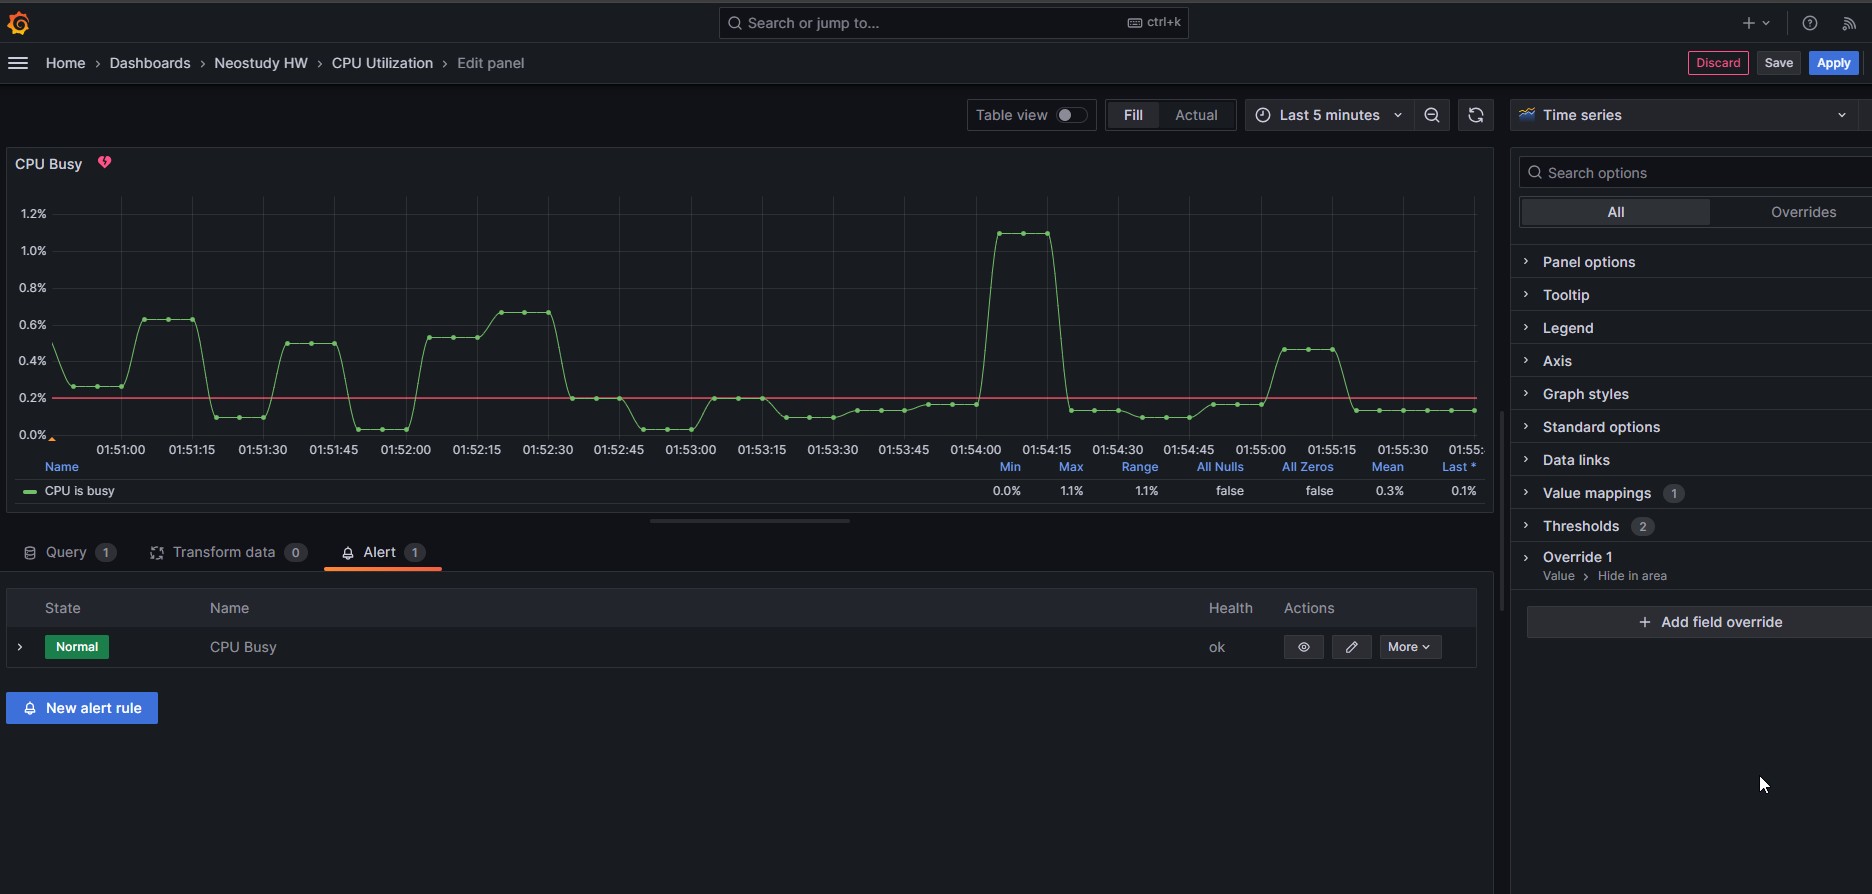 Search or jump to... ctrl+k
Home › Dashboards › Neostudy HW › CPU Utilization › Edit panel ›
Discard Save Apply
Table view Fill Actual Last 5 minutes Time series
CPU Busy
Search options
All Overrides
1.2%
1.0%
0.8%
0.6%
0.4%
0.2%
0.0%
01:51:00 01:51:15 01:51:30 01:51:45 01:52:00 01:52:15 01:52:30 01:52:45 01:53:00 01:53:15 01:53:30 01:53:45 01:54:00 01:54:15 01:54:30 01:54:45 01:55:00 01:55:15 01:55:30 01:55:
Name Min Max Range All Nulls All Zeros Mean Last *
CPU is busy 0.0% 1.1% 1.1% false false 0.3% 0.1%
Panel options
Tooltip
Legend
Axis
Graph styles
Standard options
Data links
Value mappings 1
Thresholds 2
Override 1
Value › Hide in area
+ Add field override
Query 1 Transform data 0 Alert 1
State Name Health Actions
Normal CPU Busy ok More
New alert rule